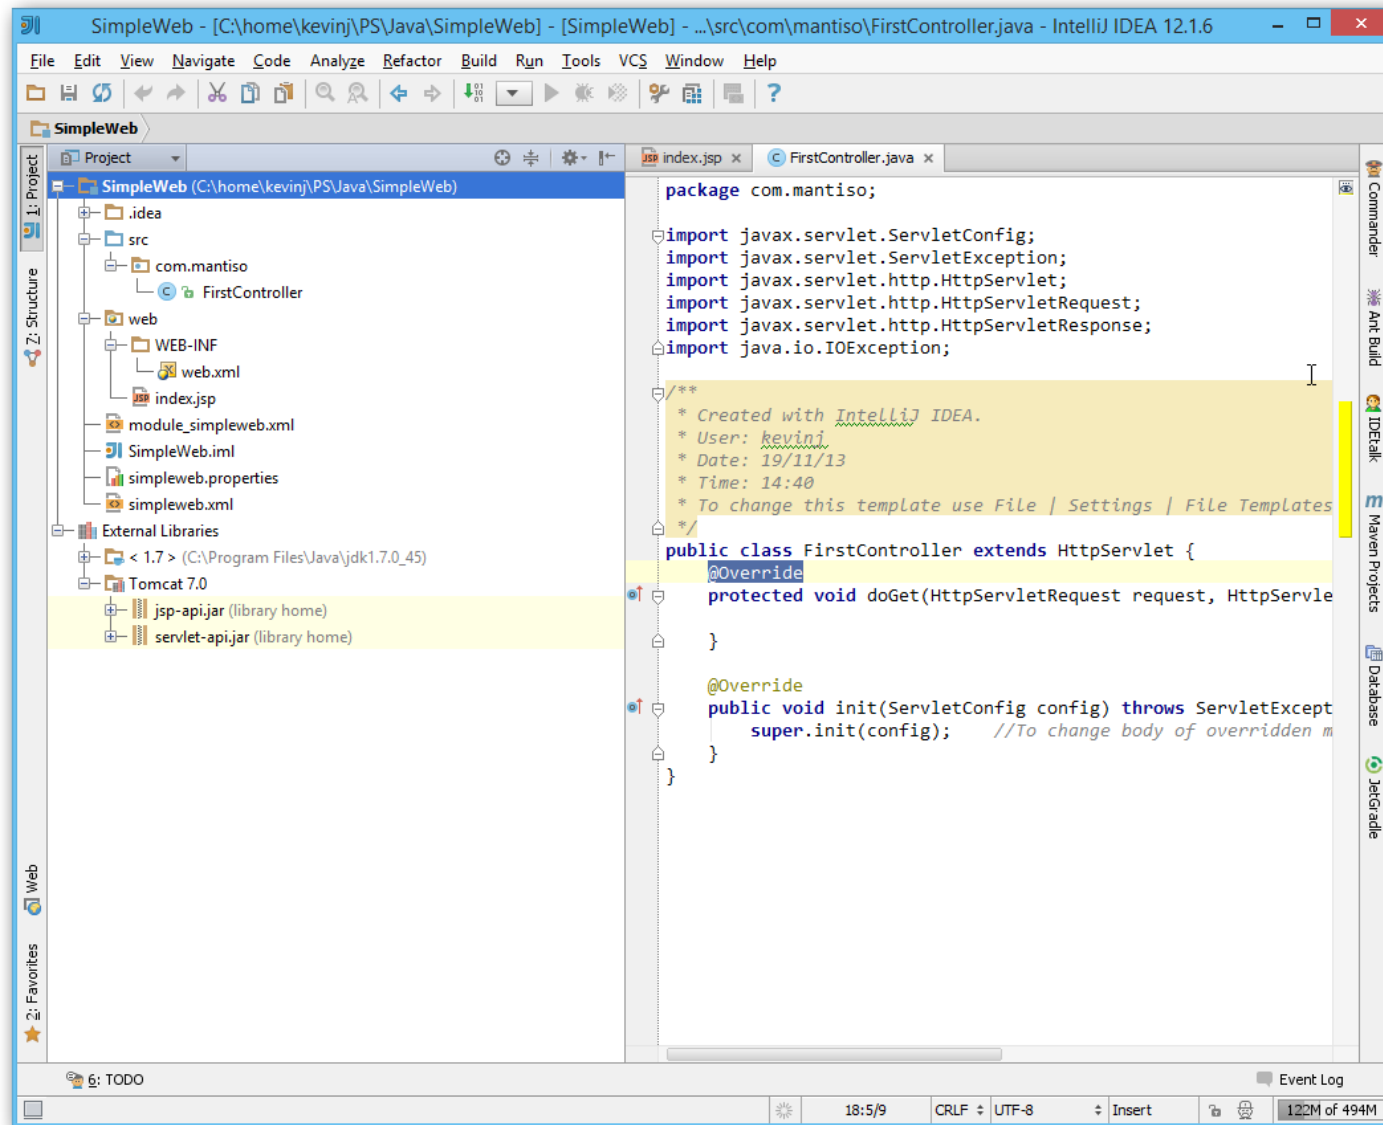 SimpleWeb - [C:\home\kevinj\PS\Java\SimpleWeb] - [SimpleWeb] - ...\src\com\mantiso\FirstController.java - IntelliJ IDEA 12.1.6
File Edit View Navigate Code Analyze Refactor Build Run Tools VCS Window Help
SimpleWeb
1: Project
Z: Structure
Web
2: Favorites
Project
SimpleWeb (C:\home\kevinj\PS\Java\SimpleWeb)
.idea
src
com.mantiso
FirstController
web
WEB-INF
web.xml
index.jsp
module_simpleweb.xml
SimpleWeb.iml
simpleweb.properties
simpleweb.xml
External Libraries
< 1.7 > (C:\Program Files\Java\jdk1.7.0_45)
Tomcat 7.0
jsp-api.jar (library home)
servlet-api.jar (library home)
index.jsp FirstController.java
package com.mantiso;
import javax.servlet.ServletConfig;
import javax.servlet.ServletException;
import javax.servlet.http.HttpServlet;
import javax.servlet.http.HttpServletRequest;
import javax.servlet.http.HttpServletResponse;
import java.io.IOException;
/**
* Created with IntelliJ IDEA.
* User: kevinj
* Date: 19/11/13
* Time: 14:40
* To change this template use File | Settings | File Templates
*/
public class FirstController extends HttpServlet {
@Override
protected void doGet(HttpServletRequest request, HttpServle
}
@Override
public void init(ServletConfig config) throws ServletExcept
super.init(config); //To change body of overridden m
}
}
Commander
Ant Build
IDEtalk
Maven Projects
Database
JetGradle
6: TODO
Event Log
18:5/9 CRLF UTF-8 Insert 122M of 494M